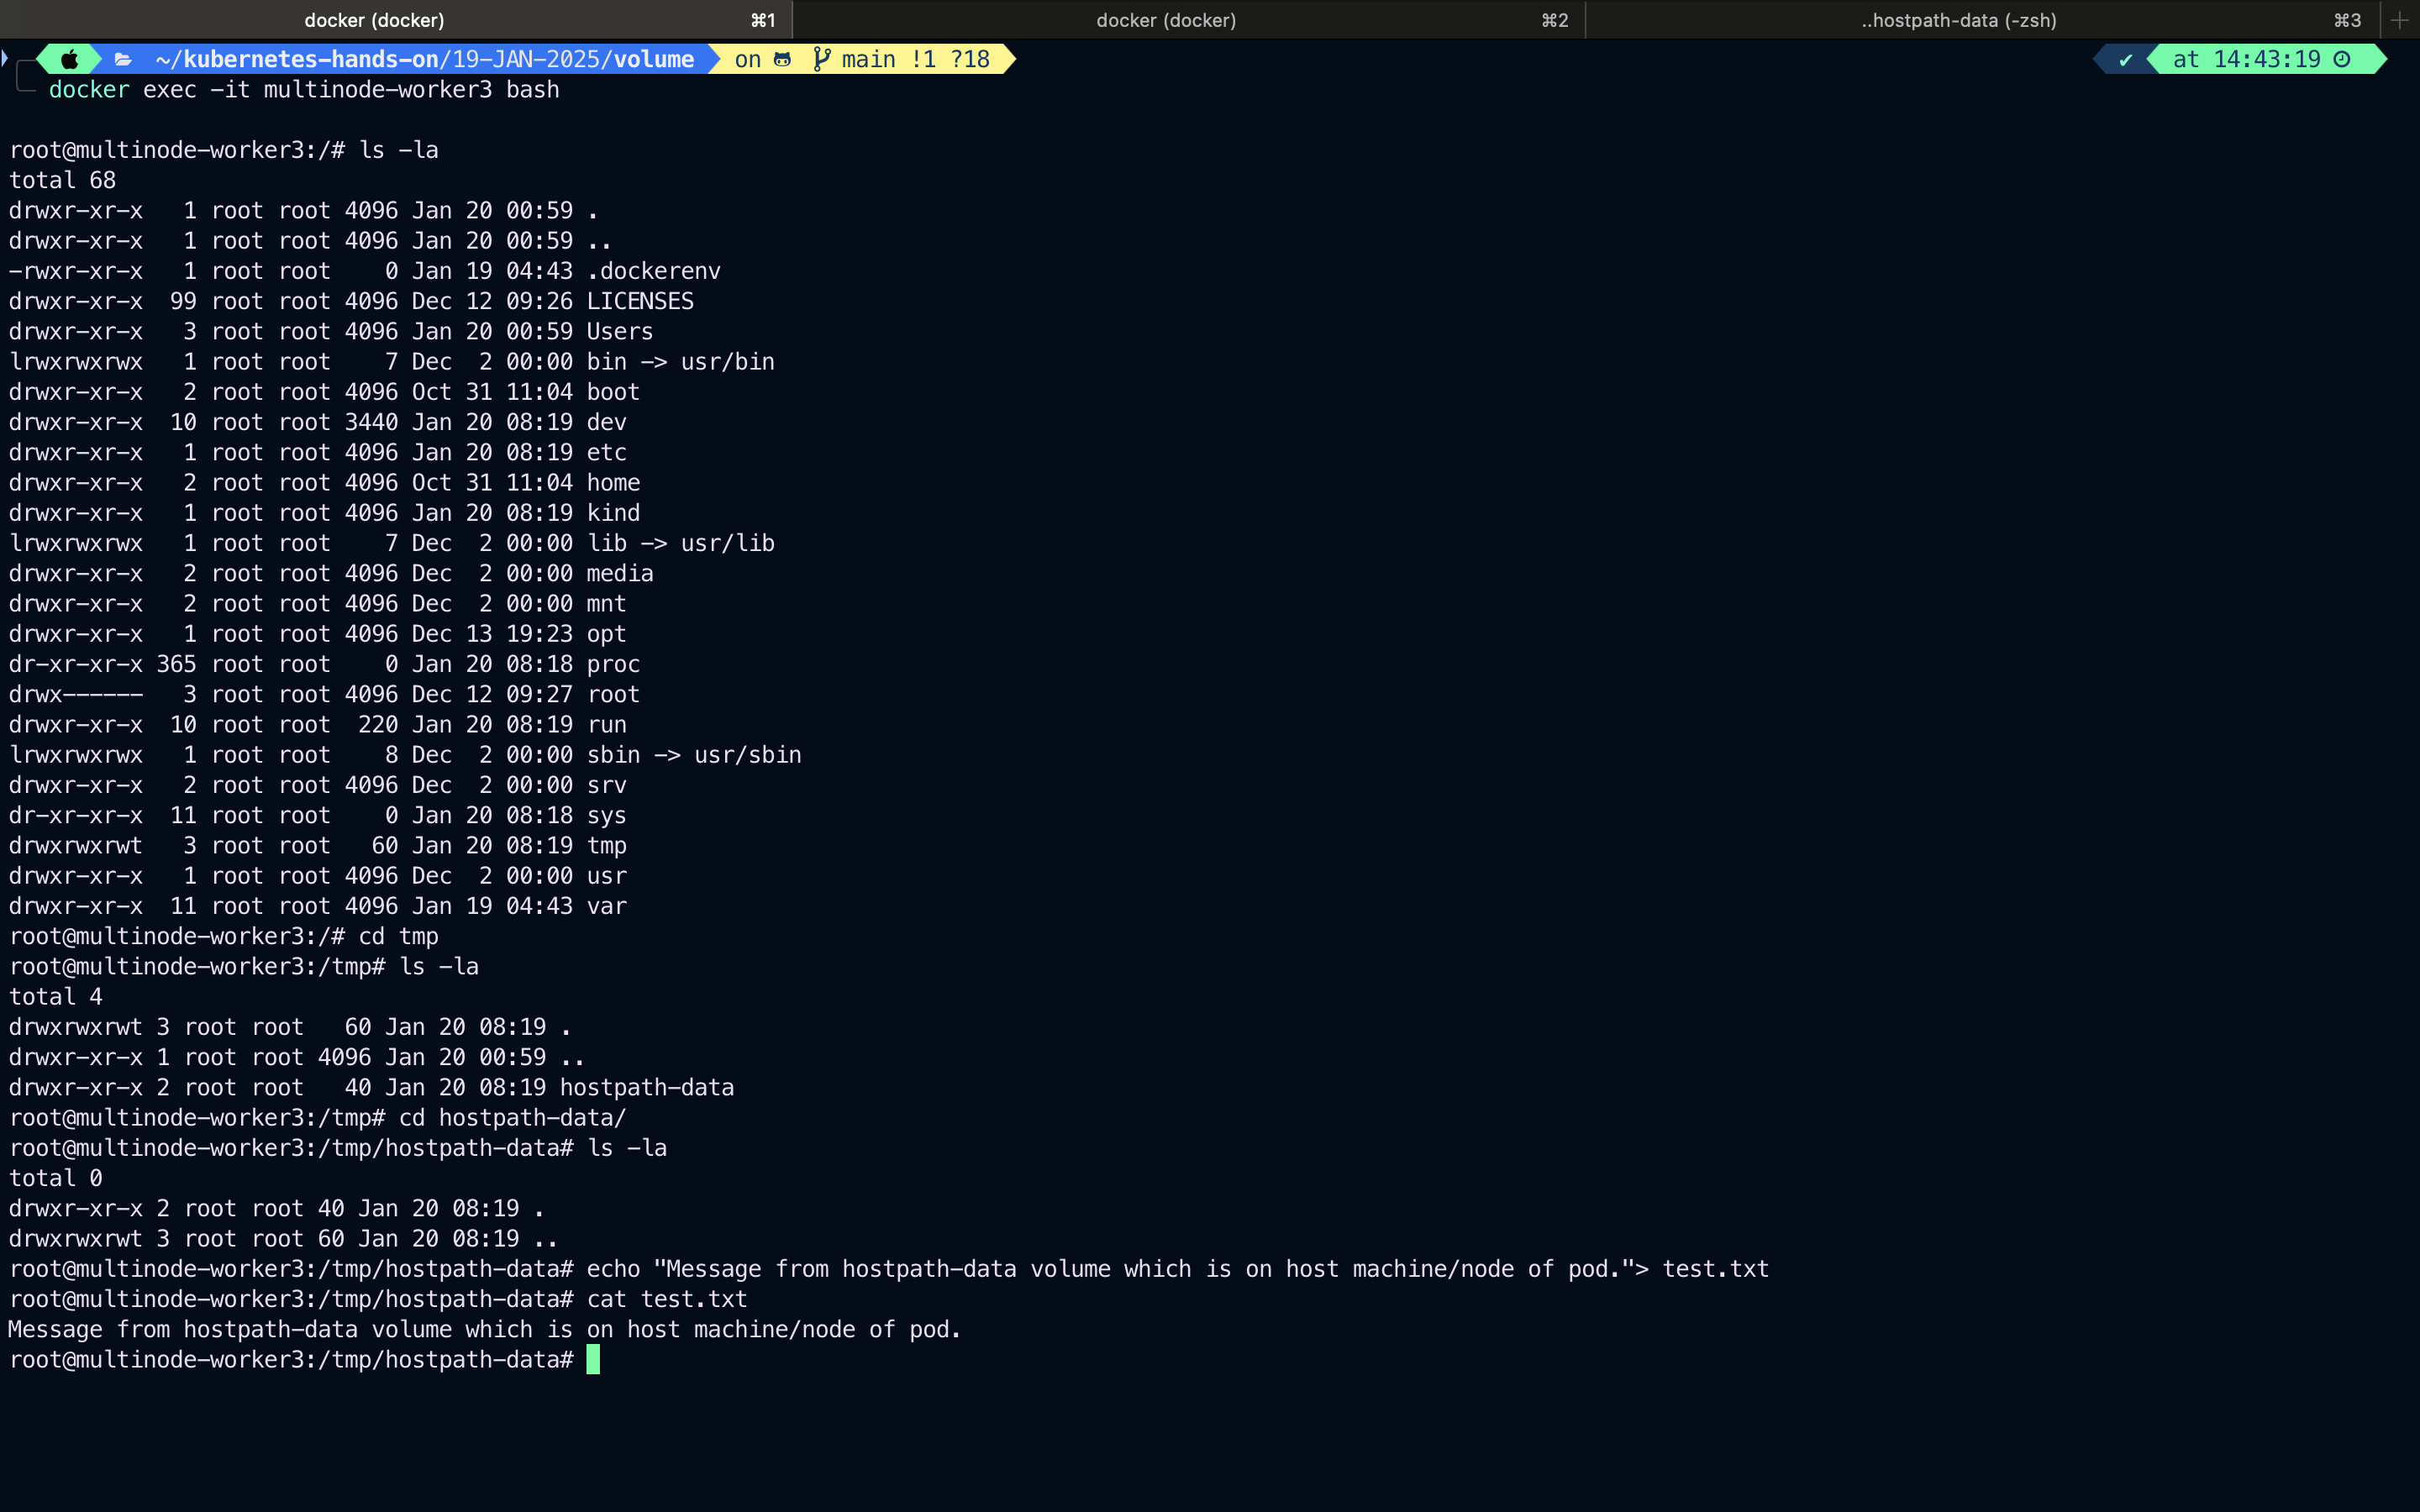 docker (docker) ⌘1 docker (docker) ⌘2 ..hostpath-data (-zsh) ⌘3
~/kubernetes-hands-on/19-JAN-2025/volume on main !1 ?18 ✔ at 14:43:19
docker exec -it multinode-worker3 bash
root@multinode-worker3:/# ls -la
total 68
drwxr-xr-x   1 root root 4096 Jan 20 00:59 .
drwxr-xr-x   1 root root 4096 Jan 20 00:59 ..
-rwxr-xr-x   1 root root    0 Jan 19 04:43 .dockerenv
drwxr-xr-x  99 root root 4096 Dec 12 09:26 LICENSES
drwxr-xr-x   3 root root 4096 Jan 20 00:59 Users
lrwxrwxrwx   1 root root    7 Dec  2 00:00 bin -> usr/bin
drwxr-xr-x   2 root root 4096 Oct 31 11:04 boot
drwxr-xr-x  10 root root 3440 Jan 20 08:19 dev
drwxr-xr-x   1 root root 4096 Jan 20 08:19 etc
drwxr-xr-x   2 root root 4096 Oct 31 11:04 home
drwxr-xr-x   1 root root 4096 Jan 20 08:19 kind
lrwxrwxrwx   1 root root    7 Dec  2 00:00 lib -> usr/lib
drwxr-xr-x   2 root root 4096 Dec  2 00:00 media
drwxr-xr-x   2 root root 4096 Dec  2 00:00 mnt
drwxr-xr-x   1 root root 4096 Dec 13 19:23 opt
dr-xr-xr-x 365 root root    0 Jan 20 08:18 proc
drwx------   3 root root 4096 Dec 12 09:27 root
drwxr-xr-x  10 root root  220 Jan 20 08:19 run
lrwxrwxrwx   1 root root    8 Dec  2 00:00 sbin -> usr/sbin
drwxr-xr-x   2 root root 4096 Dec  2 00:00 srv
dr-xr-xr-x  11 root root    0 Jan 20 08:18 sys
drwxrwxrwt   3 root root   60 Jan 20 08:19 tmp
drwxr-xr-x   1 root root 4096 Dec  2 00:00 usr
drwxr-xr-x  11 root root 4096 Jan 19 04:43 var
root@multinode-worker3:/# cd tmp
root@multinode-worker3:/tmp# ls -la
total 4
drwxrwxrwt 3 root root   60 Jan 20 08:19 .
drwxr-xr-x 1 root root 4096 Jan 20 00:59 ..
drwxr-xr-x 2 root root   40 Jan 20 08:19 hostpath-data
root@multinode-worker3:/tmp# cd hostpath-data/
root@multinode-worker3:/tmp/hostpath-data# ls -la
total 0
drwxr-xr-x 2 root root 40 Jan 20 08:19 .
drwxrwxrwt 3 root root 60 Jan 20 08:19 ..
root@multinode-worker3:/tmp/hostpath-data# echo "Message from hostpath-data volume which is on host machine/node of pod."> test.txt
root@multinode-worker3:/tmp/hostpath-data# cat test.txt
Message from hostpath-data volume which is on host machine/node of pod.
root@multinode-worker3:/tmp/hostpath-data#